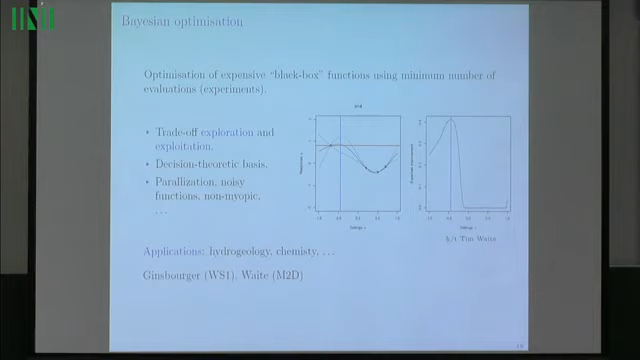 Bayesian optimisation
Optimisation of expensive "black-box" functions using minimum number of
evaluations (experiments).
Trade-off exploration and
exploitation.
Decision-theoretic basis.
Parallization, noisy
functions, non-myopic,
. . .
Applications: hydrogeology, chemisty, . . .
Ginsbourger (WS1), Waite (M2D)
h/t Tim Waite